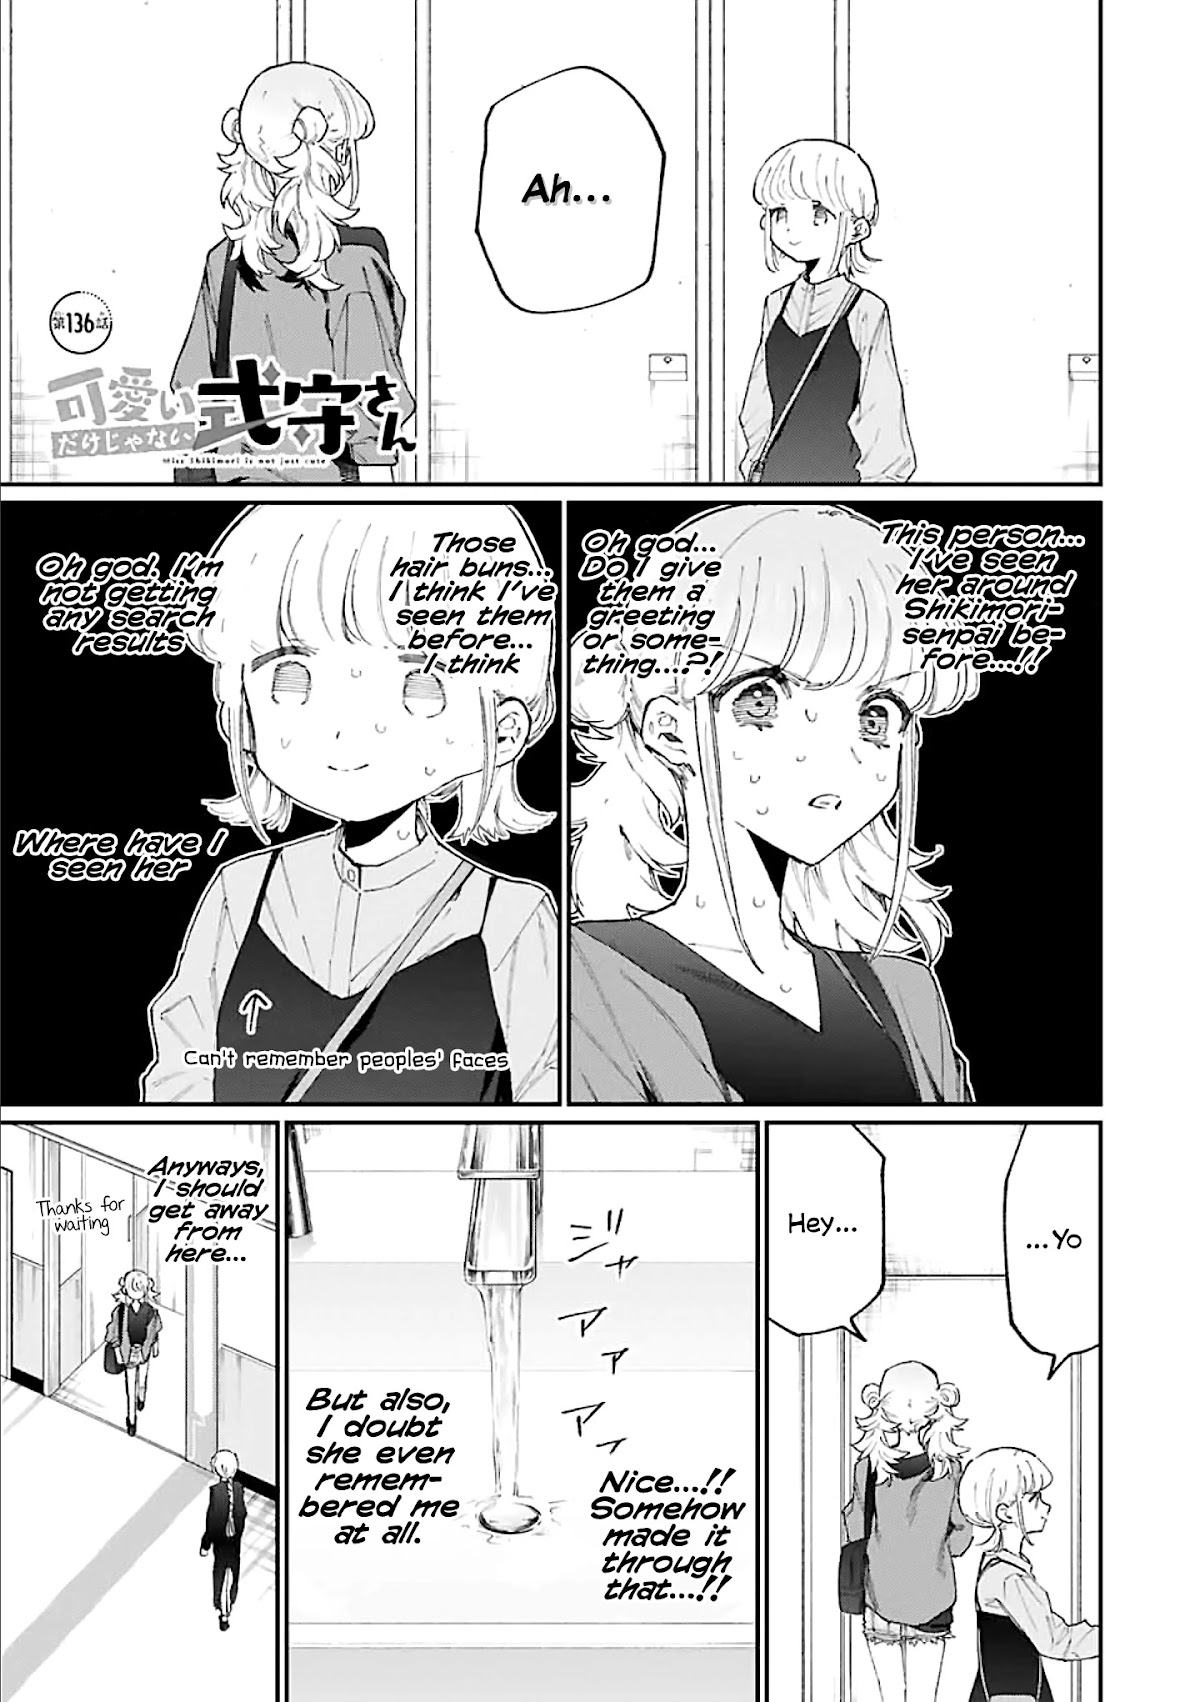 Ah...
第136話
可愛い
だけじゃない
式守さん
Miss Shikimori is not just cute
This person...
I've seen
her around
Shikimori-
senpai be-
fore...!!
Oh god...
Do I give
them a
greeting
or some-
thing...?!
Those
hair buns...
I think I've
seen them
before...
I think
Oh god. I'm
not getting
any search
results
Where have I
seen her
Can't remember peoples' faces
...Yo
Hey...
ジャアアアァ
Nice...!!
Somehow
made it
through
that...!!
But also,
I doubt
she even
remem-
bered me
at all.
Anyways,
I should
get away
from
here...
Thanks for
waiting